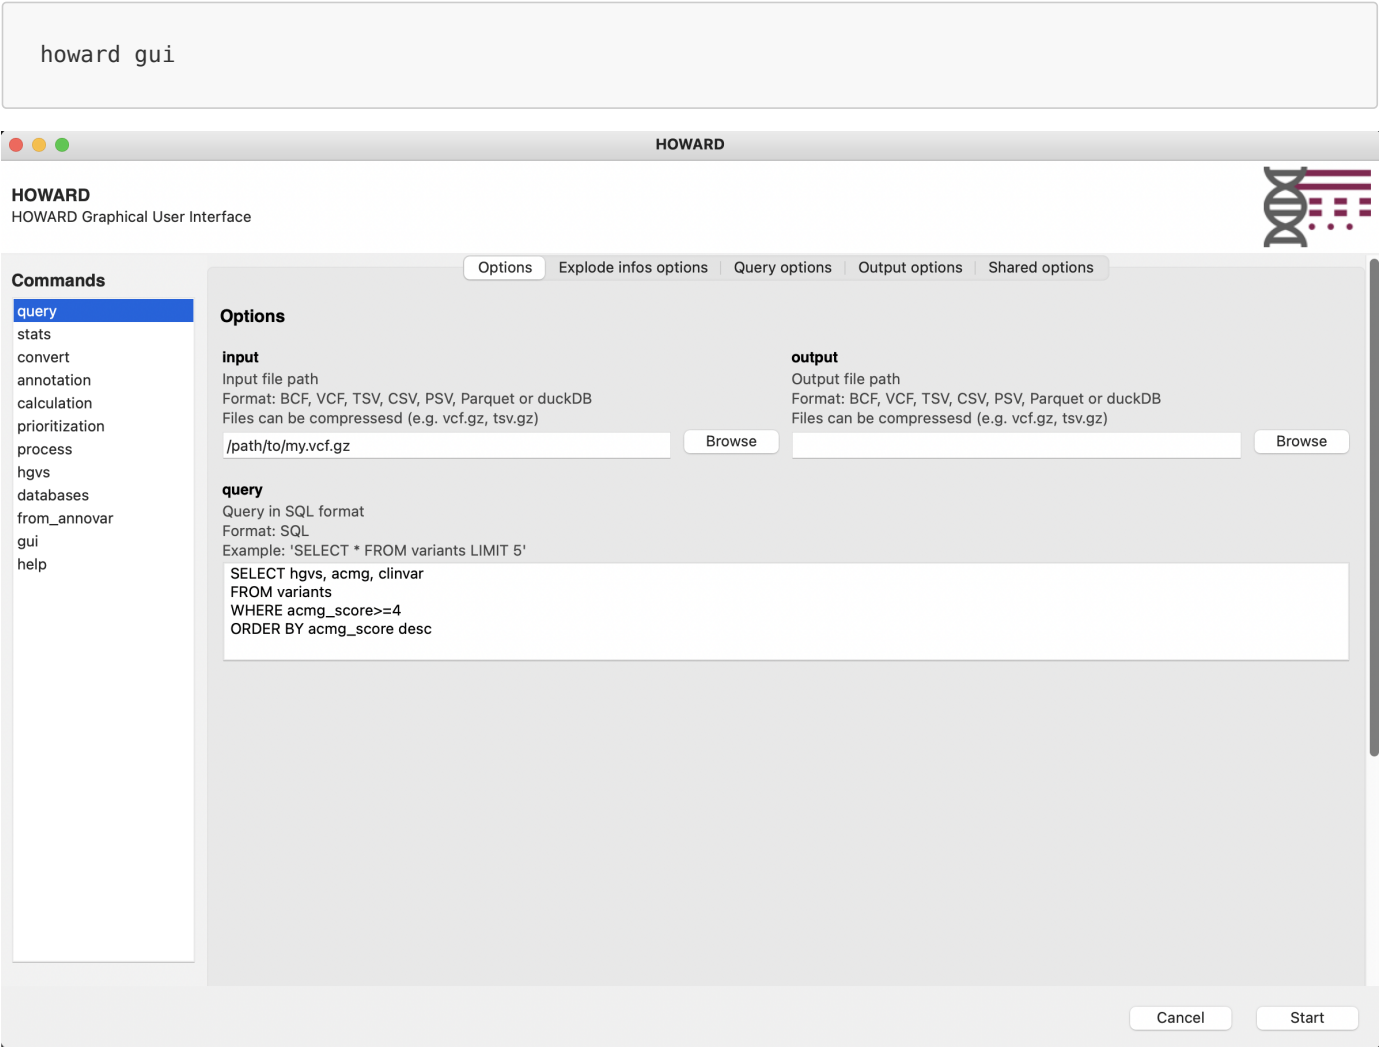 howard gui
HOWARD
HOWARD
HOWARD Graphical User Interface
Commands
query
stats
convert
annotation
calculation
prioritization
process
hgvs
databases
from_annovar
gui
help
Options Explode infos options Query options Output options Shared options
Options
input
Input file path
Format: BCF, VCF, TSV, CSV, PSV, Parquet or duckDB
Files can be compressesd (e.g. vcf.gz, tsv.gz)
/path/to/my.vcf.gz
Browse
output
Output file path
Format: BCF, VCF, TSV, CSV, PSV, Parquet or duckDB
Files can be compressesd (e.g. vcf.gz, tsv.gz)
Browse
query
Query in SQL format
Format: SQL
Example: 'SELECT * FROM variants LIMIT 5'
SELECT hgvs, acmg, clinvar
FROM variants
WHERE acmg_score>=4
ORDER BY acmg_score desc
Cancel
Start